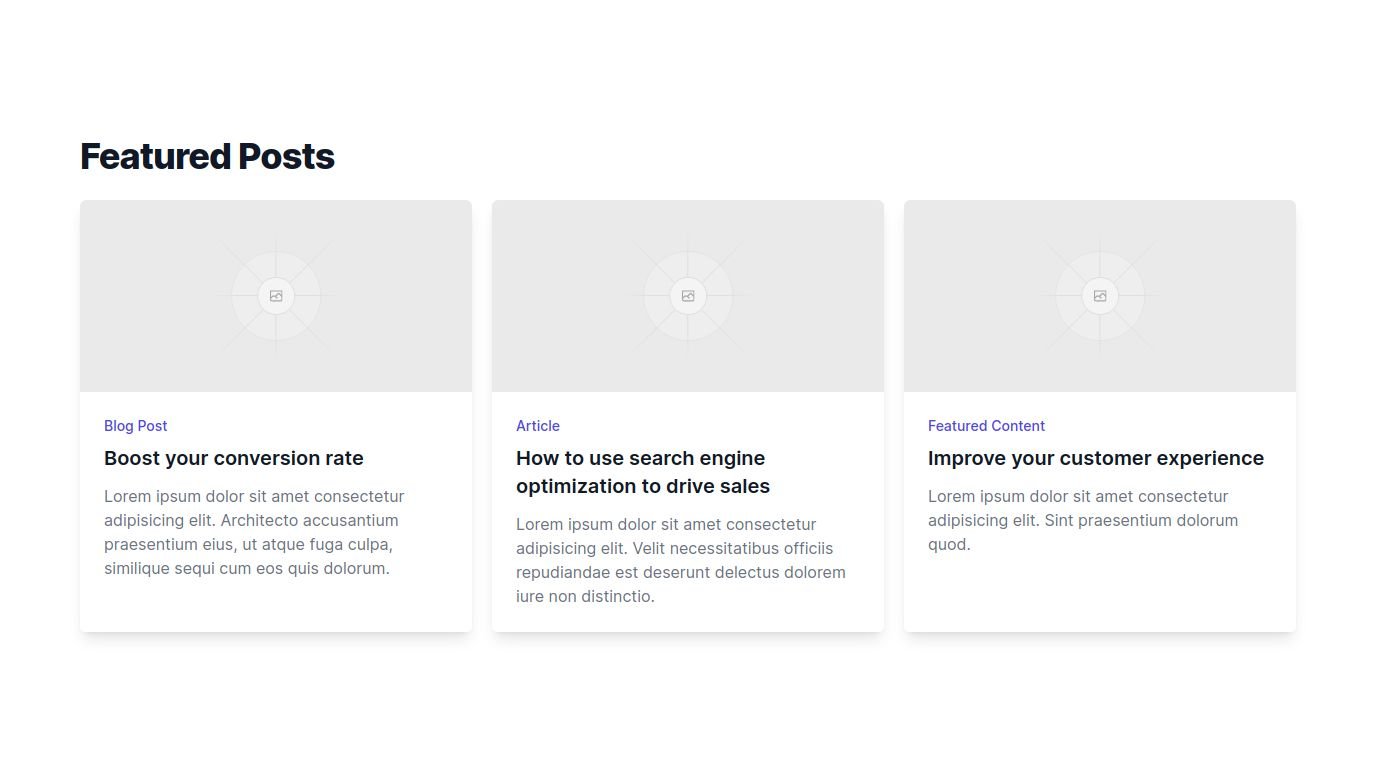 Featured Posts
Blog Post
Boost your conversion rate
Lorem ipsum dolor sit amet consectetur
adipisicing elit. Architecto accusantium
praesentium eius, ut atque fuga culpa,
similique sequi cum eos quis dolorum.
Article
How to use search engine
optimization to drive sales
Lorem ipsum dolor sit amet consectetur
adipisicing elit. Velit necessitatibus officiis
repudiandae est deserunt delectus dolorem
iure non distinctio.
Featured Content
Improve your customer experience
Lorem ipsum dolor sit amet consectetur
adipisicing elit. Sint praesentium dolorum
quod.